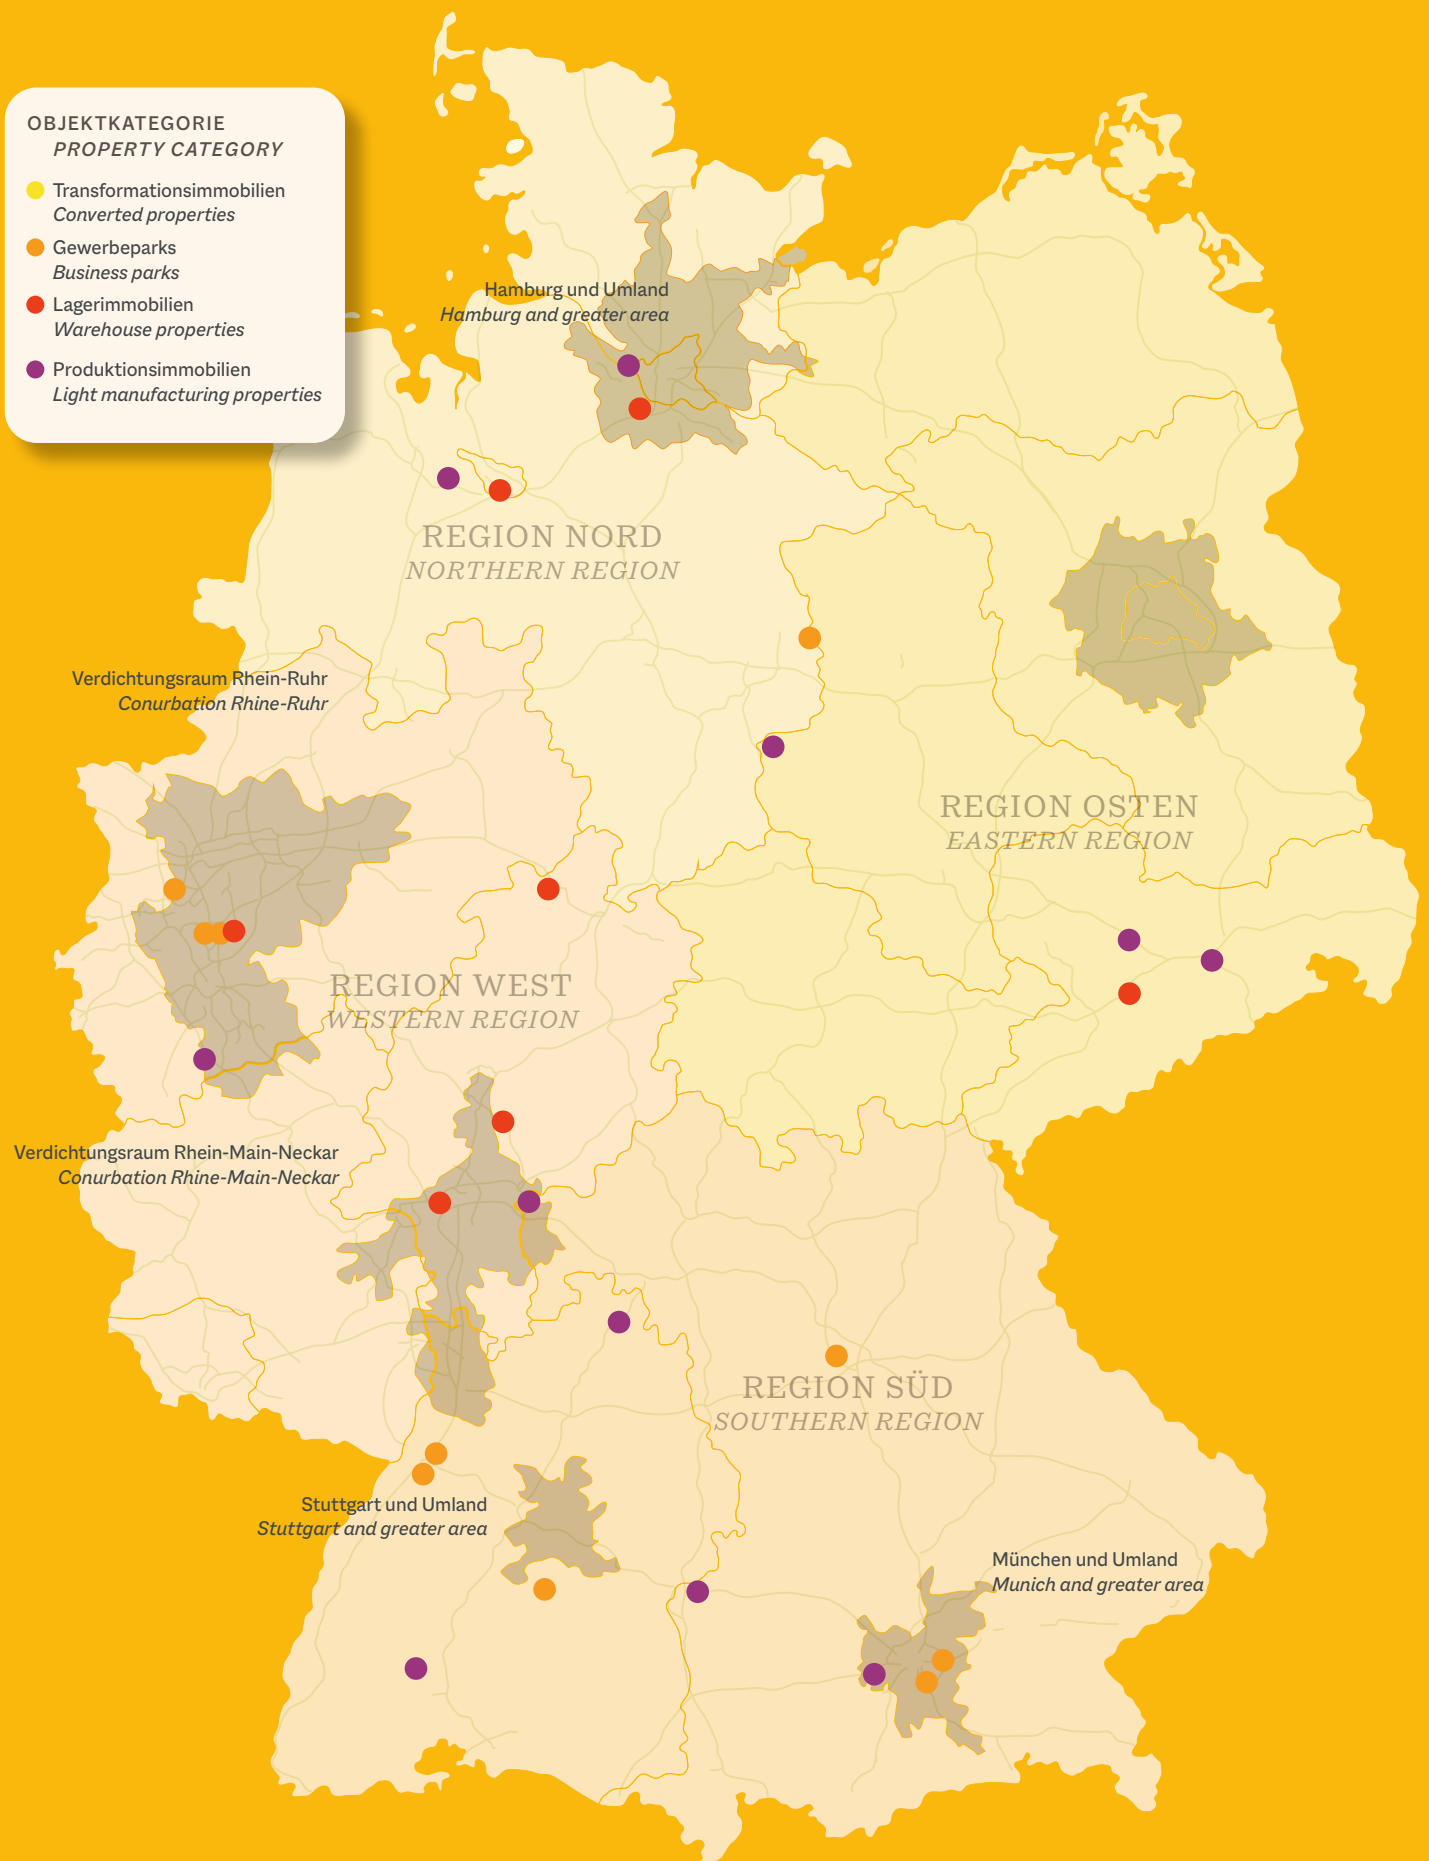 OBJEKTKATEGORIE
PROPERTY CATEGORY
Transformationsimmobilien
Converted properties
Gewerbeparks
Business parks
Lagerimmobilien
Warehouse properties
Produktionsimmobilien
Light manufacturing properties
Hamburg und Umland
Hamburg and greater area
REGION NORD
NORTHERN REGION
Verdichtungsraum Rhein-Ruhr
Conurbation Rhine-Ruhr
REGION OSTEN
EASTERN REGION
REGION WEST
WESTERN REGION
Verdichtungsraum Rhein-Main-Neckar
Conurbation Rhine-Main-Neckar
REGION SÜD
SOUTHERN REGION
Stuttgart und Umland
Stuttgart and greater area
München und Umland
Munich and greater area